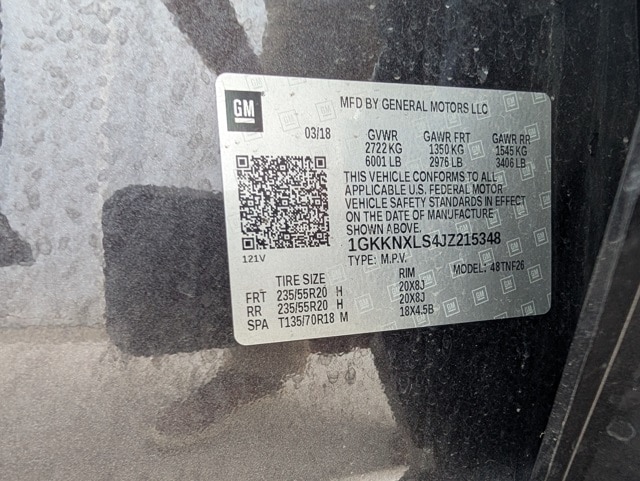 GM
MFD BY GENERAL MOTORS LLC
03/18 GVWR GAWR FRT GAWR RR
2722 KG 1350 KG 1545 KG
6001 LB 2976 LB 3406 LB
THIS VEHICLE CONFORMS TO ALL
APPLICABLE U.S. FEDERAL MOTOR
VEHICLE SAFETY STANDARDS IN EFFECT
ON THE DATE OF MANUFACTURE
SHOWN ABOVE.
1GKKNXLS4JZ215348
121V TYPE: M.P.V. MODEL: 48TNF26
TIRE SIZE RIM
FRT 235/55R20 H 20X8J
RR 235/55R20 H 20X8J
SPA T135/70R18 M 18X4.5B